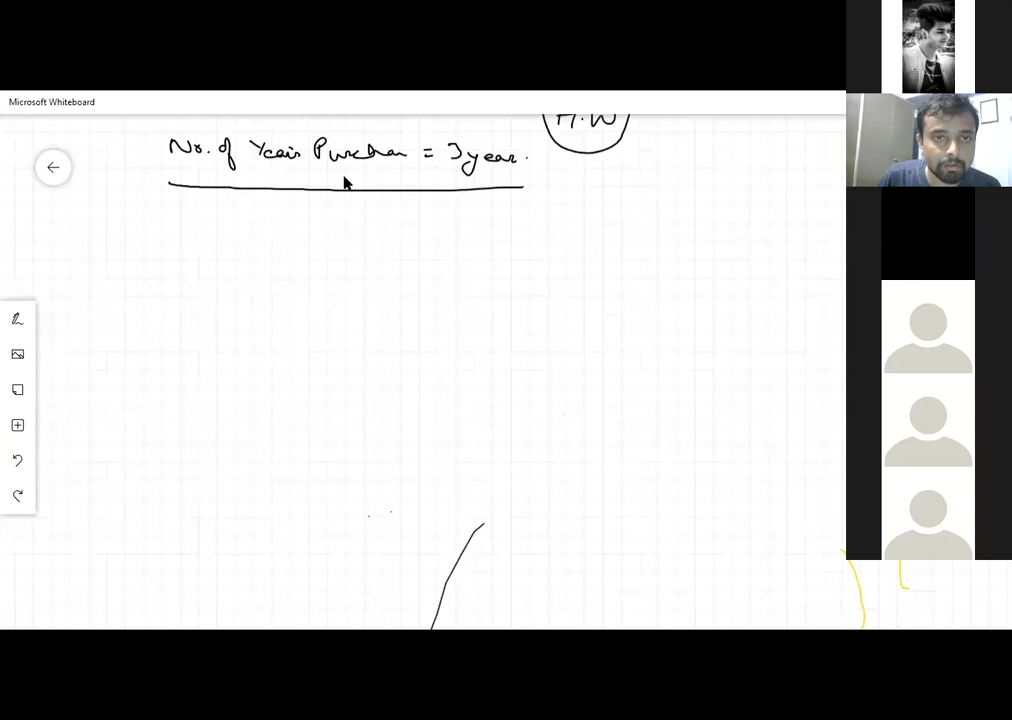 Microsoft Whiteboard
H.W
No. of Years Purchase = 3 year.